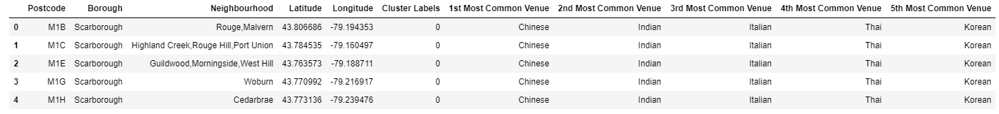 Postcode Borough Neighbourhood Latitude Longitude Cluster Labels 1st Most Common Venue 2nd Most Common Venue 3rd Most Common Venue 4th Most Common Venue 5th Most Common Venue
0 M1B Scarborough Rouge,Malvern 43.806686 -79.194353 0 Chinese Indian Italian Thai Korean
1 M1C Scarborough Highland Creek,Rouge Hill,Port Union 43.784535 -79.160497 0 Chinese Indian Italian Thai Korean
2 M1E Scarborough Guildwood,Morningside,West Hill 43.763573 -79.188711 0 Chinese Indian Italian Thai Korean
3 M1G Scarborough Woburn 43.770992 -79.216917 0 Chinese Indian Italian Thai Korean
4 M1H Scarborough Cedarbrae 43.773136 -79.239476 0 Chinese Indian Italian Thai Korean